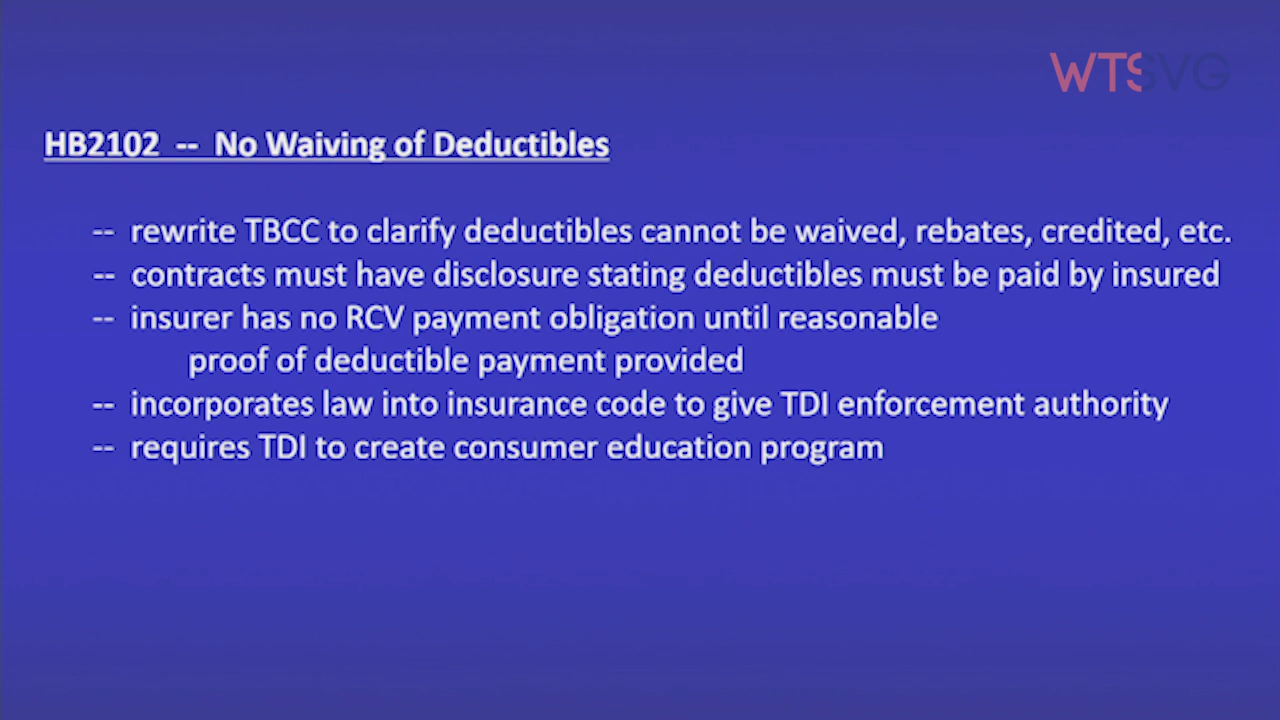 WTSVG
HB2102 -- No Waiving of Deductibles
-- rewrite TBCC to clarify deductibles cannot be waived, rebates, credited, etc.
-- contracts must have disclosure stating deductibles must be paid by insured
-- insurer has no RCV payment obligation until reasonable
proof of deductible payment provided
-- incorporates law into insurance code to give TDI enforcement authority
-- requires TDI to create consumer education program